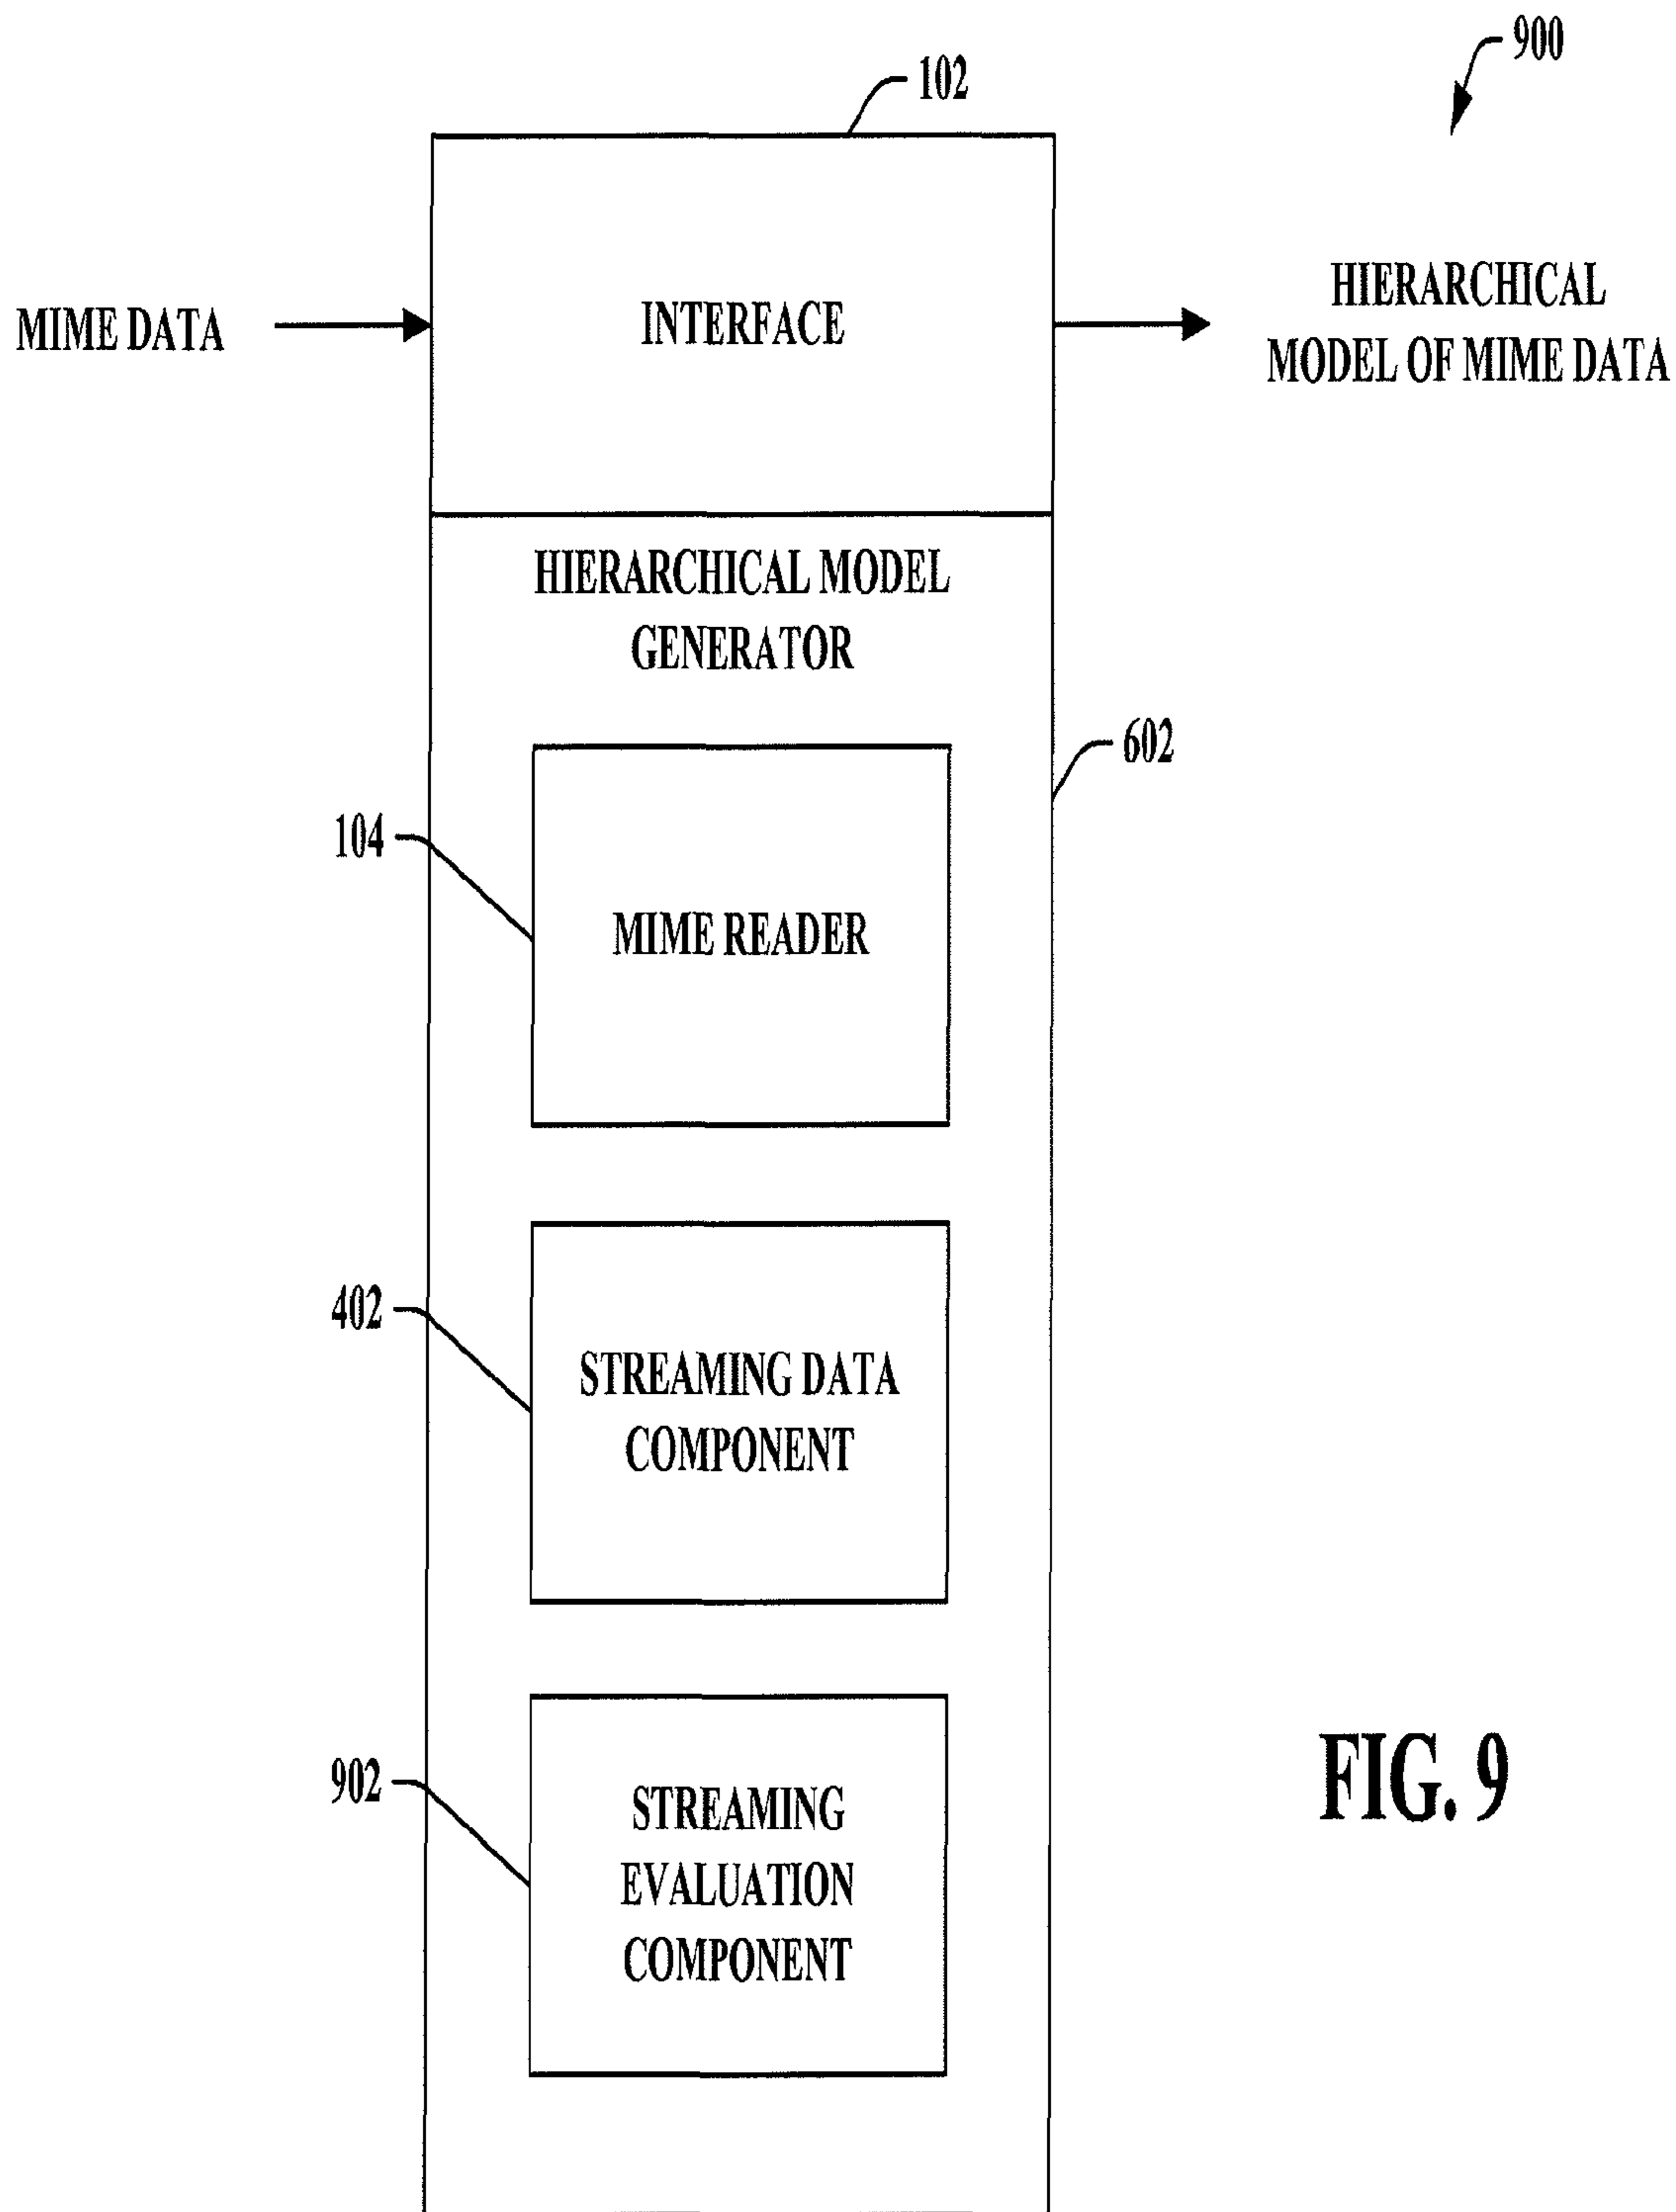 900
102
MIME DATA
INTERFACE
HIERARCHICAL
MODEL OF MIME DATA
HIERARCHICAL MODEL
GENERATOR
602
104
MIME READER
402
STREAMING DATA
COMPONENT
902
STREAMING
EVALUATION
COMPONENT
FIG. 9